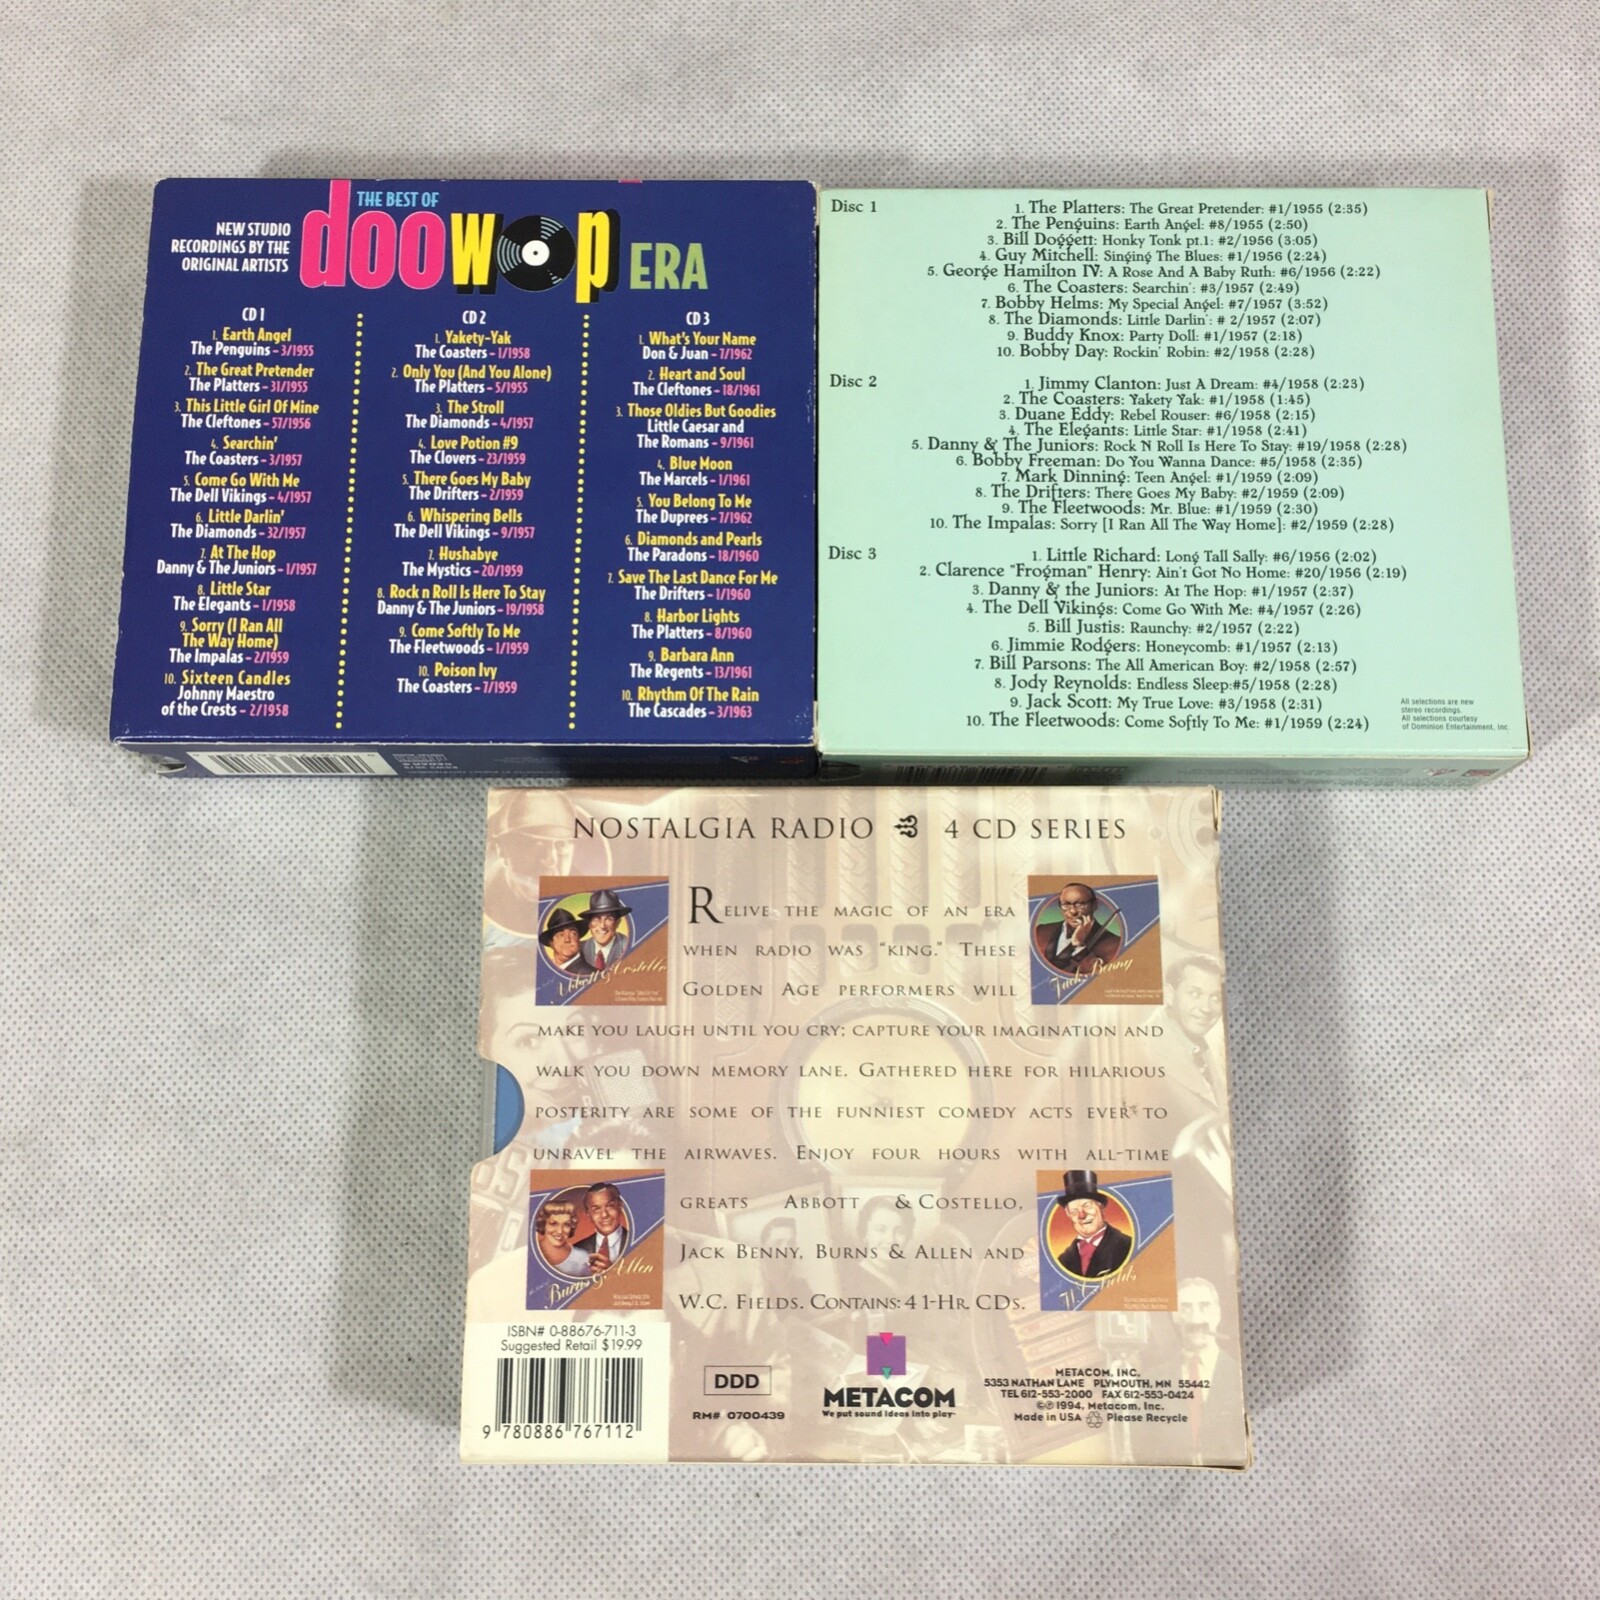 THE BEST OF
doo wop ERA
NEW STUDIO
RECORDINGS BY THE
ORIGINAL ARTISTS
CD 1
1. Earth Angel
The Penguins - 3/1955
2. The Great Pretender
The Platters - 31/1955
3. This Little Girl Of Mine
The Cleftones - 57/1956
4. Searchin'
The Coasters - 3/1957
5. Come Go With Me
The Dell Vikings - 4/1957
6. Little Darlin'
The Diamonds - 32/1957
7. At The Hop
Danny & The Juniors - 1/1957
8. Little Star
The Elegants - 1/1958
9. Sorry (I Ran All
The Way Home)
The Impalas - 2/1959
10. Sixteen Candles
Johnny Maestro
of the Crests - 2/1958
CD 2
1. Yakety-Yak
The Coasters - 1/1958
2. Only You (And You Alone)
The Platters - 5/1955
3. The Stroll
The Diamonds - 4/1957
4. Love Potion #9
The Clovers - 23/1959
5. There Goes My Baby
The Drifters - 2/1959
6. Whispering Bells
The Dell Vikings - 9/1957
7. Hushabye
The Mystics - 20/1959
8. Rock n Roll Is Here To Stay
Danny & The Juniors - 19/1958
9. Come Softly To Me
The Fleetwoods - 1/1959
10. Poison Ivy
The Coasters - 7/1959
CD 3
1. What's Your Name
Don & Juan - 7/1962
2. Heart and Soul
The Cleftones - 18/1961
3. Those Oldies But Goodies
Little Caesar and
The Romans - 9/1961
4. Blue Moon
The Marcels - 1/1961
5. You Belong To Me
The Duprees - 7/1962
6. Diamonds and Pearls
The Paradons - 18/1960
7. Save The Last Dance For Me
The Drifters - 1/1960
8. Harbor Lights
The Platters - 8/1960
9. Barbara Ann
The Regents - 13/1961
10. Rhythm Of The Rain
The Cascades - 3/1963
Disc 1
1. The Platters: The Great Pretender: #1/1955 (2:35)
2. The Penguins: Earth Angel: #8/1955 (2:50)
3. Bill Doggett: Honky Tonk pt.1: #2/1956 (3:05)
4. Guy Mitchell: Singing The Blues: #1/1956 (2:24)
5. George Hamilton IV: A Rose And A Baby Ruth: #6/1956 (2:22)
6. The Coasters: Searchin': #3/1957 (2:49)
7. Bobby Helms: My Special Angel: #7/1957 (3:52)
8. The Diamonds: Little Darlin': # 2/1957 (2:07)
9. Buddy Knox: Party Doll: #1/1957 (2:18)
10. Bobby Day: Rockin' Robin: #2/1958 (2:28)
Disc 2
1. Jimmy Clanton: Just A Dream: #4/1958 (2:23)
2. The Coasters: Yakety Yak: #1/1958 (1:45)
3. Duane Eddy: Rebel Rouser: #6/1958 (2:15)
4. The Elegants: Little Star: #1/1958 (2:41)
5. Danny & The Juniors: Rock N Roll Is Here To Stay: #19/1958 (2:28)
6. Bobby Freeman: Do You Wanna Dance: #5/1958 (2:35)
7. Mark Dinning: Teen Angel: #1/1959 (2:09)
8. The Drifters: There Goes My Baby: #2/1959 (2:09)
9. The Fleetwoods: Mr. Blue: #1/1959 (2:30)
10. The Impalas: Sorry [I Ran All The Way Home]: #2/1959 (2:28)
Disc 3
1. Little Richard: Long Tall Sally: #6/1956 (2:02)
2. Clarence "Frogman" Henry: Ain't Got No Home: #20/1956 (2:19)
3. Danny & the Juniors: At The Hop: #1/1957 (2:37)
4. The Dell Vikings: Come Go With Me: #4/1957 (2:26)
5. Bill Justis: Raunchy: #2/1957 (2:22)
6. Jimmie Rodgers: Honeycomb: #1/1957 (2:13)
7. Bill Parsons: The All American Boy: #2/1958 (2:57)
8. Jody Reynolds: Endless Sleep:#5/1958 (2:28)
9. Jack Scott: My True Love: #3/1958 (2:31)
10. The Fleetwoods: Come Softly To Me: #1/1959 (2:24)
All selections are new
stereo recordings.
All selections courtesy
of Dominion Entertainment, Inc.
NOSTALGIA RADIO 4 CD SERIES
RELIVE THE MAGIC OF AN ERA
WHEN RADIO WAS "KING." THESE
GOLDEN AGE PERFORMERS WILL
MAKE YOU LAUGH UNTIL YOU CRY; CAPTURE YOUR IMAGINATION AND
WALK YOU DOWN MEMORY LANE. GATHERED HERE FOR HILARIOUS
POSTERITY ARE SOME OF THE FUNNIEST COMEDY ACTS EVER TO
UNRAVEL THE AIRWAVES. ENJOY FOUR HOURS WITH ALL-TIME
GREATS ABBOTT & COSTELLO,
JACK BENNY, BURNS & ALLEN AND
W.C. FIELDS. CONTAINS: 4 1-HR CDS.
Abbott & Costello
Jack Benny
Burns & Allen
W.C. Fields
ISBN# 0-88676-711-3
Suggested Retail $19.99
9 780886 767112
DDD
RM# 0700439
METACOM
We put sound ideas into play
METACOM, INC.
5353 NATHAN LANE PLYMOUTH, MN 55442
TEL 612-553-2000 FAX 612-553-0424
©℗ 1994, Metacom, Inc.
Made in USA Please Recycle